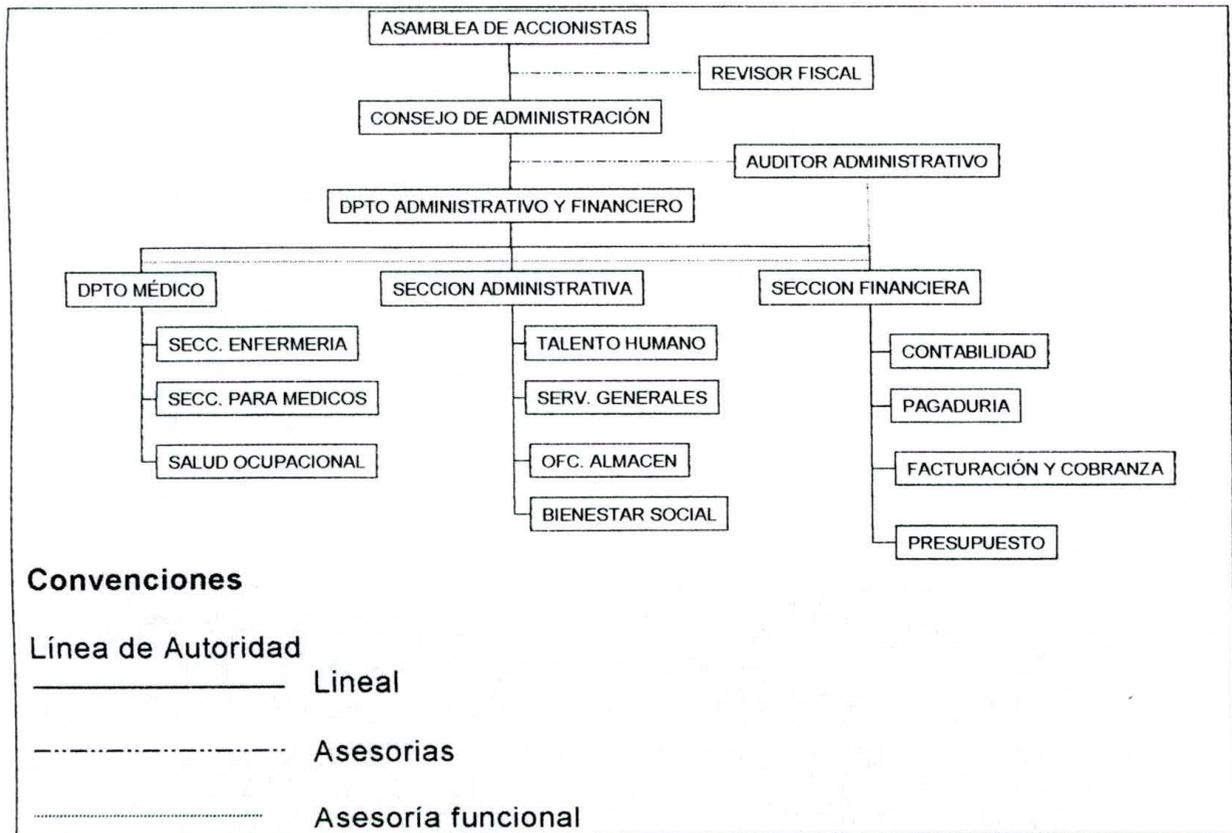 ASAMBLEA DE ACCIONISTAS
REVISOR FISCAL
CONSEJO DE ADMINISTRACIÓN
AUDITOR ADMINISTRATIVO
DPTO ADMINISTRATIVO Y FINANCIERO
DPTO MÉDICO
SECC. ENFERMERIA
SECC. PARA MEDICOS
SALUD OCUPACIONAL
SECCION ADMINISTRATIVA
TALENTO HUMANO
SERV. GENERALES
OFC. ALMACEN
BIENESTAR SOCIAL
SECCION FINANCIERA
CONTABILIDAD
PAGADURIA
FACTURACIÓN Y COBRANZA
PRESUPUESTO
Convenciones
Línea de Autoridad
Lineal
Asesorias
Asesoría funcional